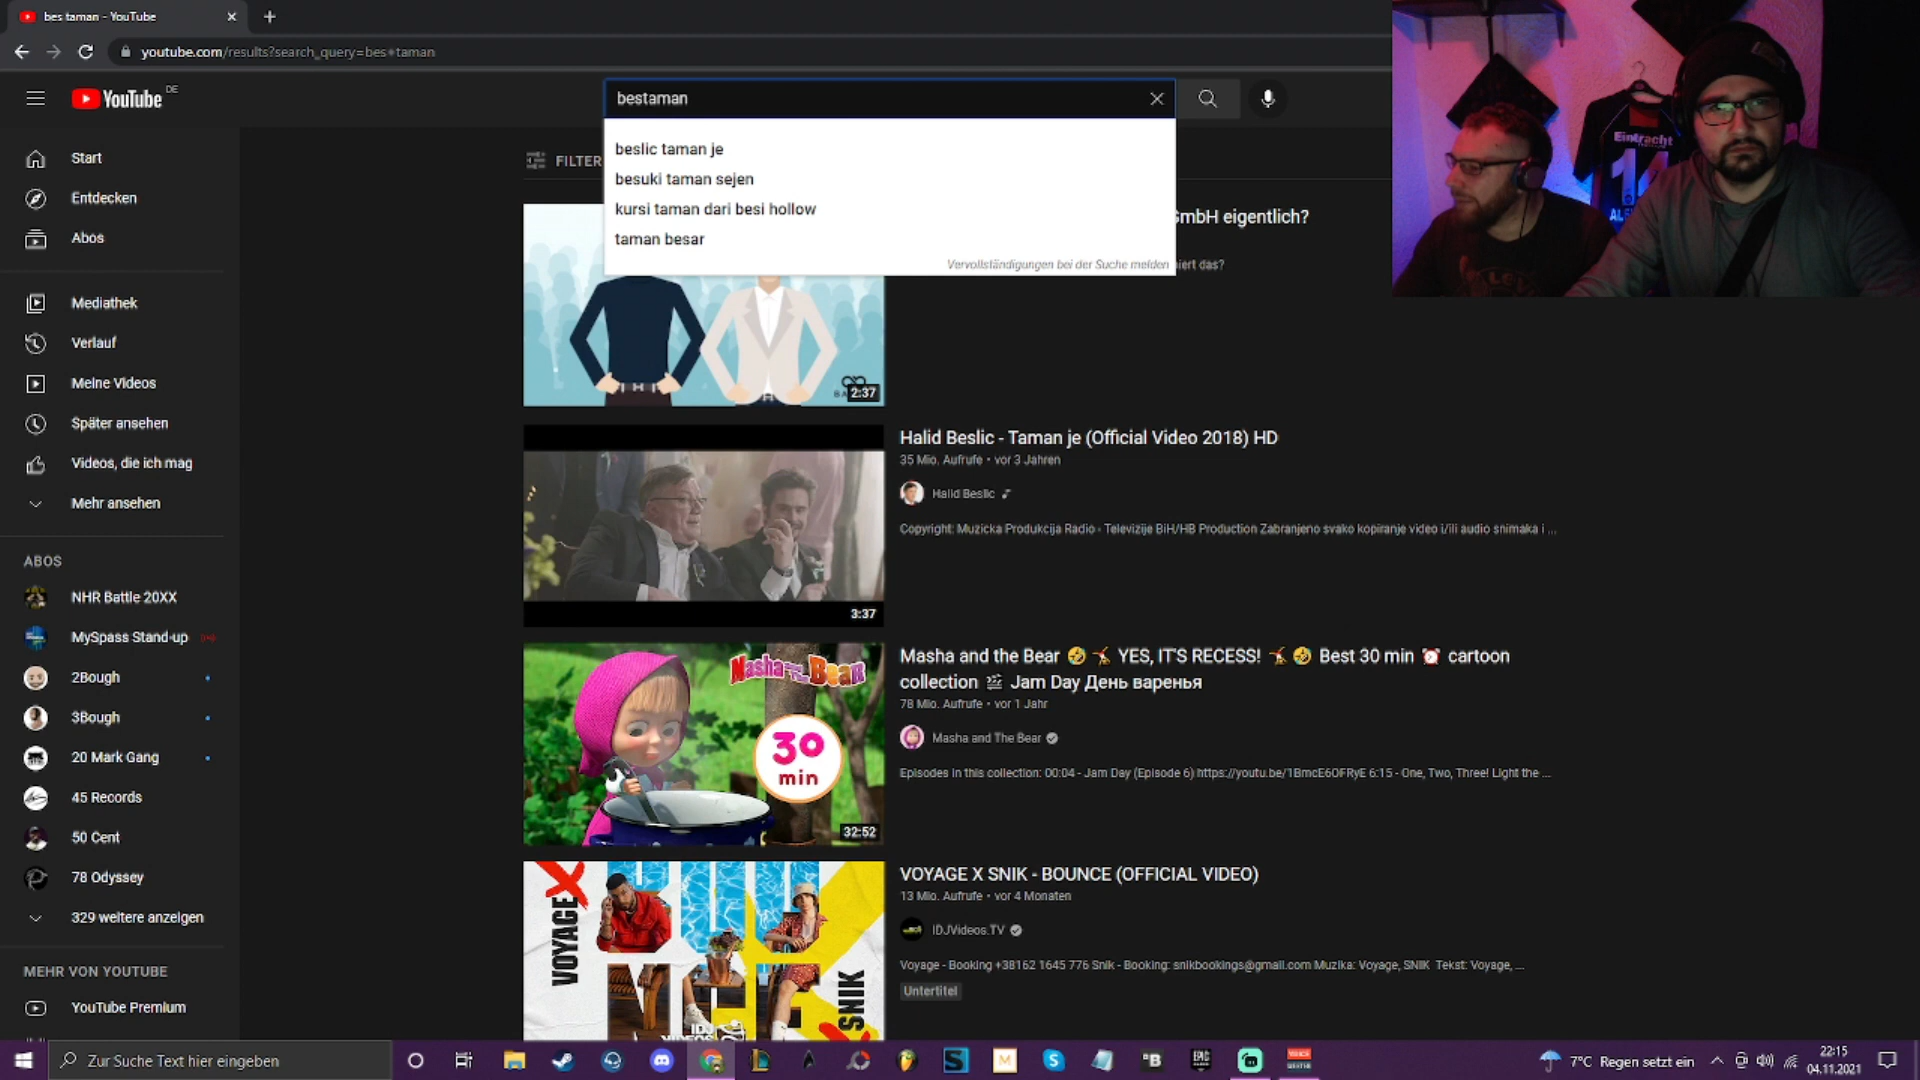 bes taman - YouTube
youtube.com/results?search_query=bes+taman
YouTube DE
bestaman
beslic taman je
besuki taman sejen
kursi taman dari besi hollow
taman besar
Vervollständigungen bei der Suche melden
FILTER
GmbH eigentlich?
iert das?
2:37
Eintracht
14
Start
Entdecken
Abos
Mediathek
Verlauf
Meine Videos
Später ansehen
Videos, die ich mag
Mehr ansehen
ABOS
NHR Battle 20XX
MySpass Stand-up
2Bough
3Bough
20 Mark Gang
45 Records
50 Cent
78 Odyssey
329 weitere anzeigen
MEHR VON YOUTUBE
YouTube Premium
Halid Beslic - Taman je (Official Video 2018) HD
35 Mio. Aufrufe • vor 3 Jahren
Halid Beslic
Copyright: Muzicka Produkcija Radio - Televizije BiH/HB Production Zabranjeno svako kopiranje video i/ili audio snimaka i ...
3:37
Masha and the Bear
30
min
32:52
Masha and the Bear 🤣 🤸 YES, IT'S RECESS! 🤸 🤣 Best 30 min ⏰ cartoon
collection 🎬 Jam Day День варенья
78 Mio. Aufrufe • vor 1 Jahr
Masha and The Bear
Episodes in this collection: 00:04 - Jam Day (Episode 6) https://youtu.be/1BmcE6OFRyE 6:15 - One, Two, Three! Light the ...
VOYAGE X
SNIK
IDJ
VIDEOS
VOYAGE X SNIK - BOUNCE (OFFICIAL VIDEO)
13 Mio. Aufrufe • vor 4 Monaten
IDJVideos.TV
Voyage - Booking +38162 1645 776 Snik - Booking: snikbookings@gmail.com Muzika: Voyage, SNIK Tekst: Voyage, ...
Untertitel
Zur Suche Text hier eingeben
7°C Regen setzt ein
22:15
04.11.2021